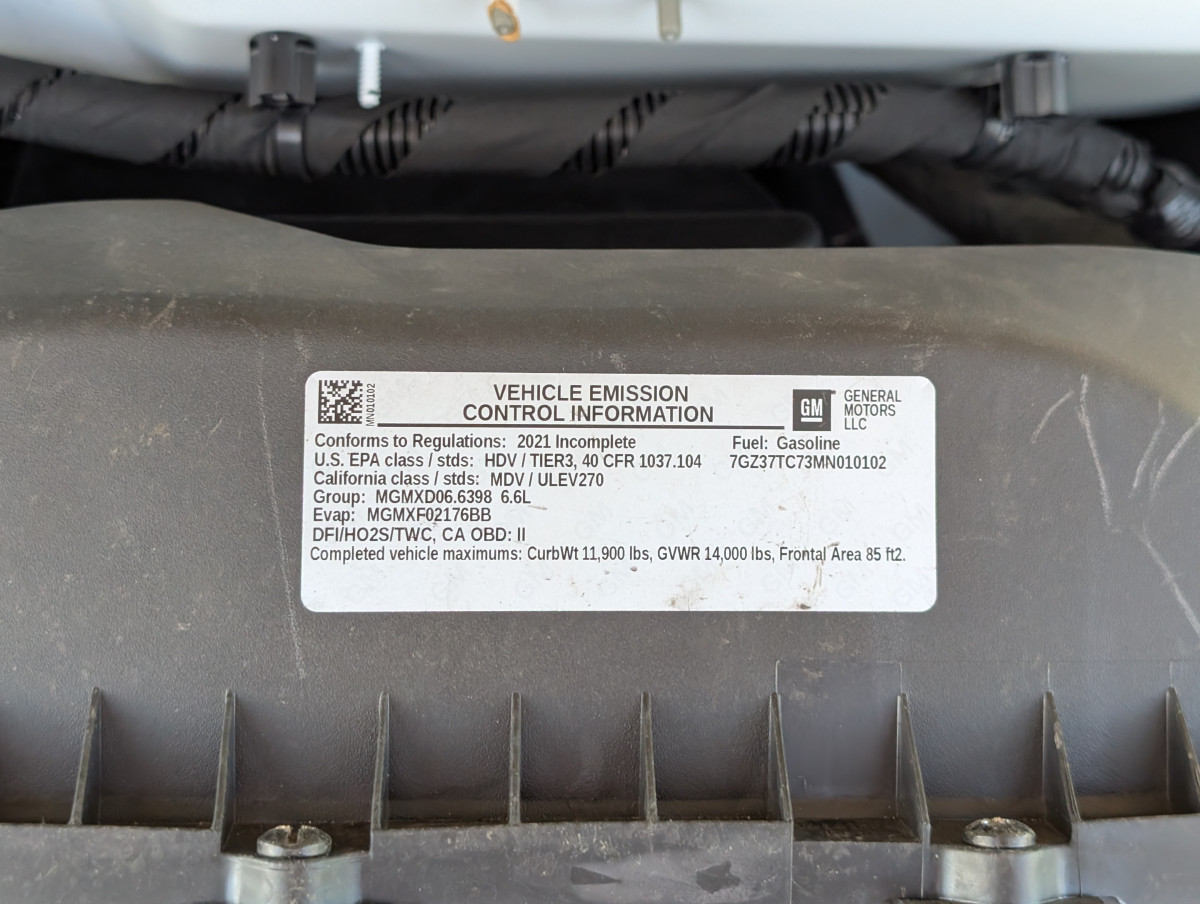 MN010102
VEHICLE EMISSION
CONTROL INFORMATION
GM
GENERAL
MOTORS
LLC
Conforms to Regulations: 2021 Incomplete
Fuel: Gasoline
U.S. EPA class / stds: HDV / TIER3, 40 CFR 1037.104
7GZ37TC73MN010102
California class / stds: MDV / ULEV270
Group: MGMXD06.6398 6.6L
Evap: MGMXF02176BB
DFI/HO2S/TWC, CA OBD: II
Completed vehicle maximums: CurbWt 11,900 lbs, GVWR 14,000 lbs, Frontal Area 85 ft2.